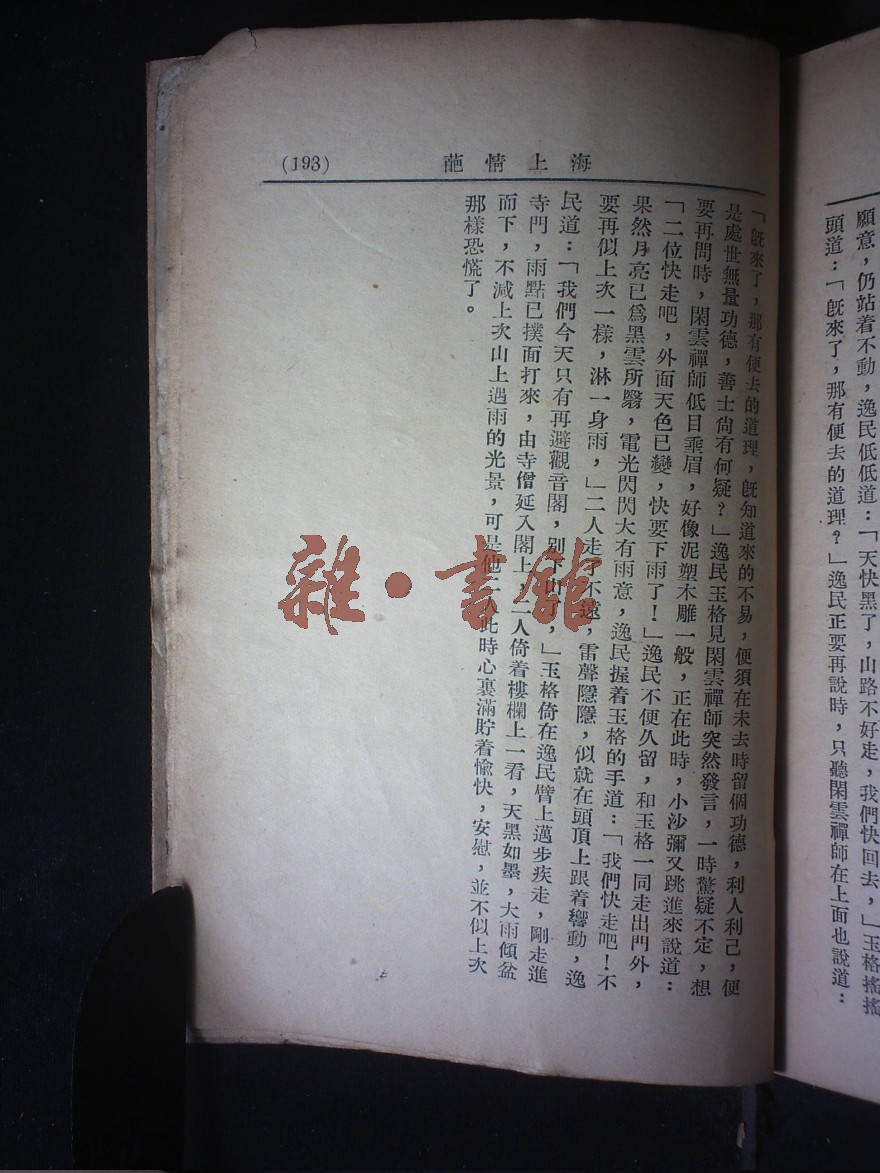 願意，仍站着不動，逸民低低道：「天快黑了，山路不好走，我們快回去，」玉格搖搖
頭道：「旣來了，那有便去的道理？」逸民正要再說時，只聽閑雲禪師在上面也說道：
海上情葩
(193)
「旣來了，那有便去的道理，旣知道來的不易，便須在未去時留個功德，利人利己，便
是處世無量功德，善士尙有何疑？」逸民玉格見閑雲禪師突然發言，一時驚疑不定，想
要再問時，閑雲禪師低目垂眉，好像泥塑木雕一般，正在此時，小沙彌又跳進來說道：
「二位快走吧，外面天色已變，快要下雨了！」逸民不便久留，和玉格一同走出門外，
果然月亮已爲黑雲所翳，電光閃閃大有雨意，逸民握着玉格的手道：「我們快走吧！不
要再似上次一樣，淋一身雨，」二人走了不遠，雷聲隱隱，似就在頭頂上跟着響動，逸
民道：「我們今天只有再避觀音閣，别下山了，」玉格倚在逸民臂上邁步疾走，剛走進
寺門，雨點已撲面打來，由寺僧延入閣上，二人倚着樓欄上一看，天黑如墨，大雨傾盆
而下，不減上次山上遇雨的光景，可是他二人此時心裏滿貯着愉快，安慰，並不似上次
那樣恐慌了。
雜·書館